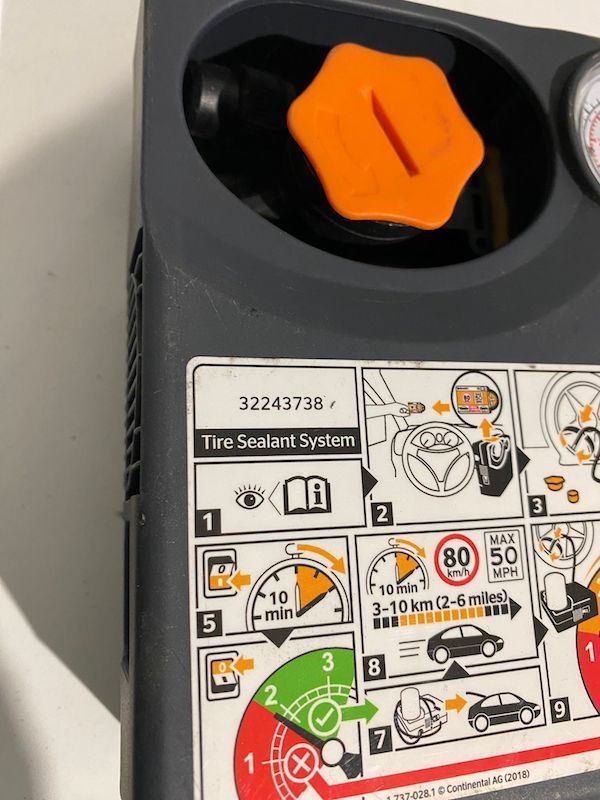 32243738
Tire Sealant System
1
2
3
5
10
min
10 min
80
km/h
MAX
50
MPH
3-10 km (2-6 miles)
8
1
2
3
7
9
1
1 737-028.1 © Continental AG (2018)